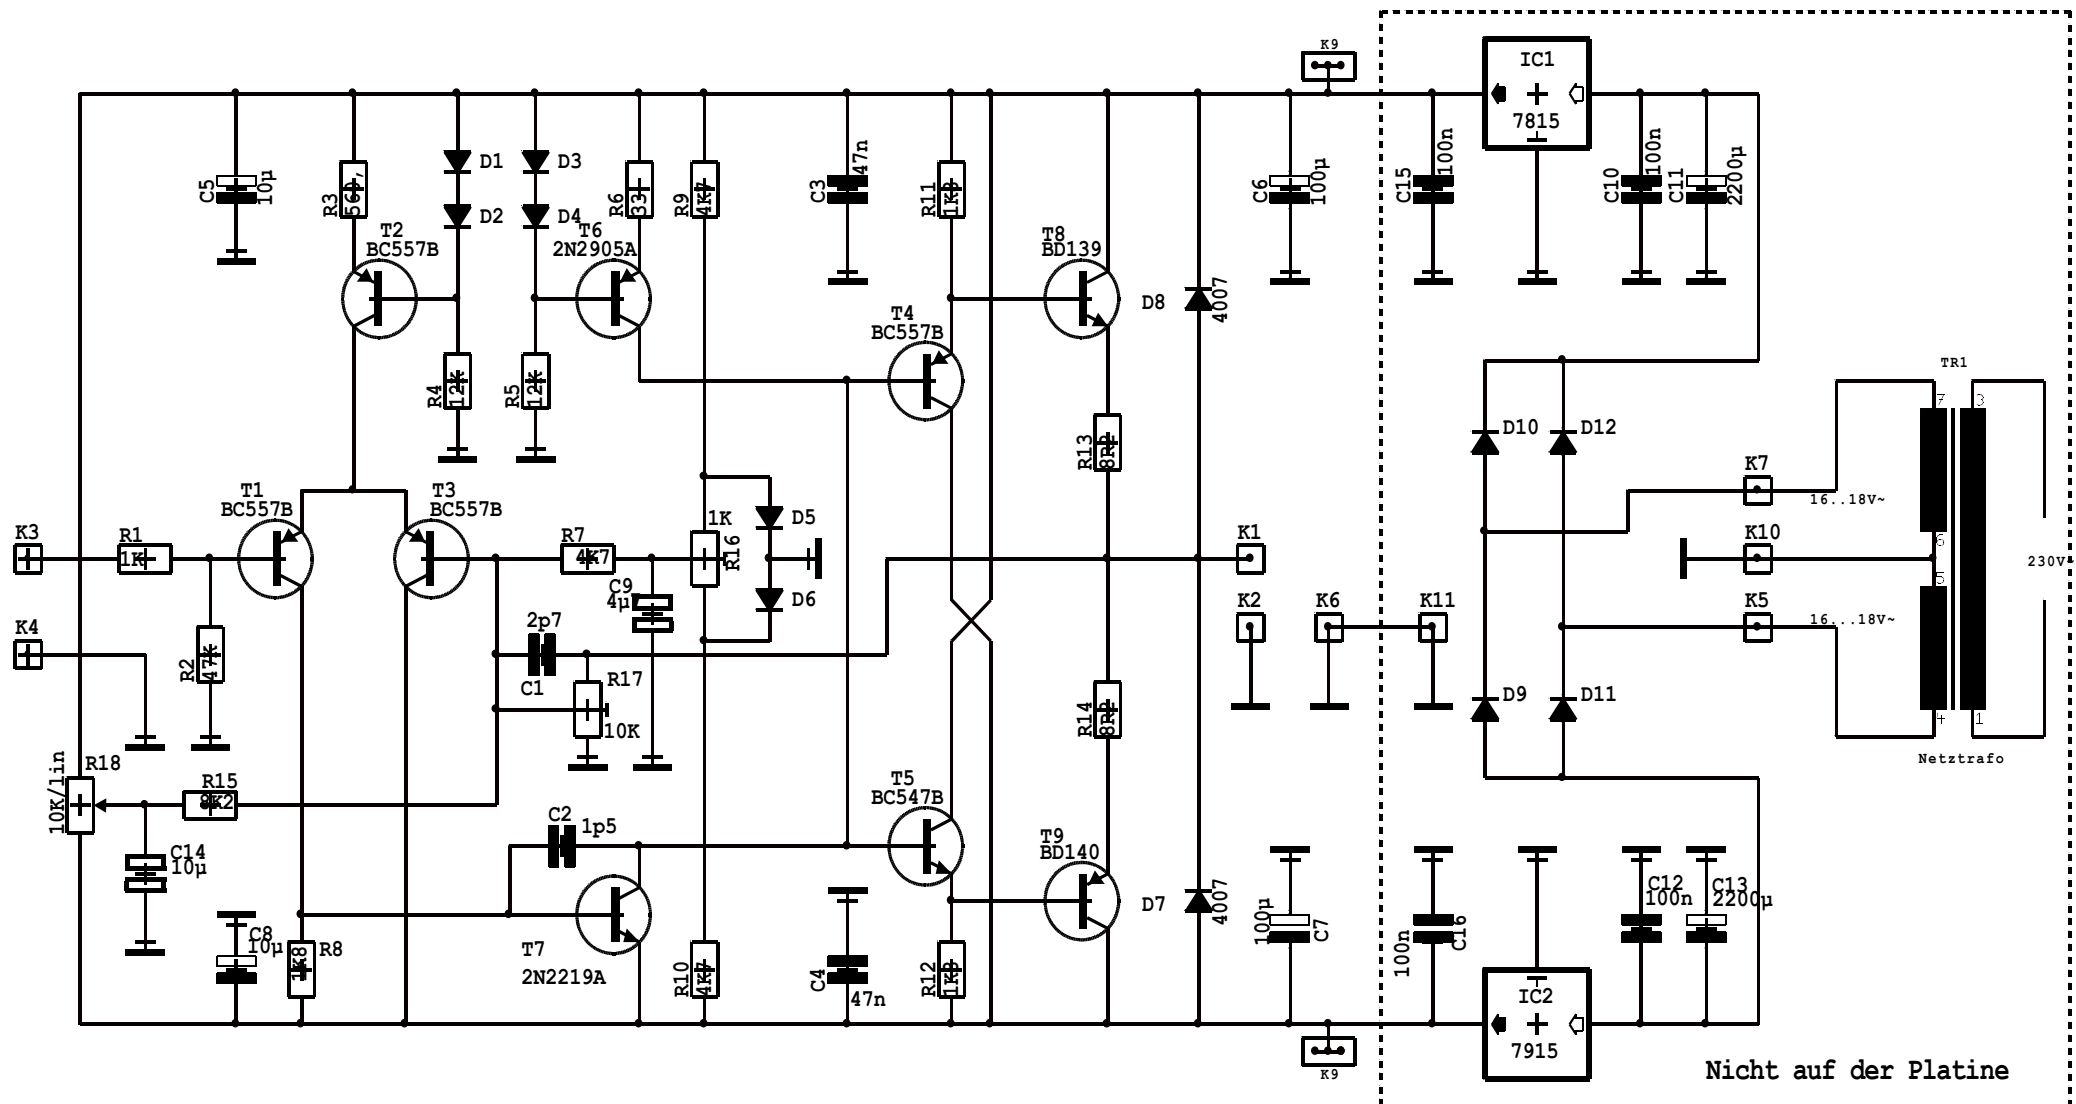 K9
IC1
7815
C5
10µ
R3
D1
D3
D2
D4
R6
33
R9
4K7
C3
47n
R11
C6
100µ
C15
100n
C10
100n
C11
2200µ
T2
BC557B
T6
2N2905A
T8
BD139
D8
4007
T4
BC557B
R4
12K
R5
12K
R13
8R2
TR1
7
3
D10
D12
K7
16..18V~
T1
BC557B
T3
BC557B
K3
R1
1K
R7
4K7
1K
R16
D5
D6
K1
K10
6
5
230V~
C9
4µ7
K4
R2
47K
2p7
C1
R17
10K
K2
K6
K11
K5
16...18V~
R14
8R2
D9
D11
4
1
Netztrafo
R18
10K/lin
R15
8K2
C14
10µ
C2
1p5
T5
BC547B
T9
BD140
D7
4007
C8
10µ
1K8
R8
T7
2N2219A
R10
4K7
C4
47n
R12
100µ
C7
100n
C16
C12
100n
C13
2200µ
IC2
7915
K9
Nicht auf der Platine